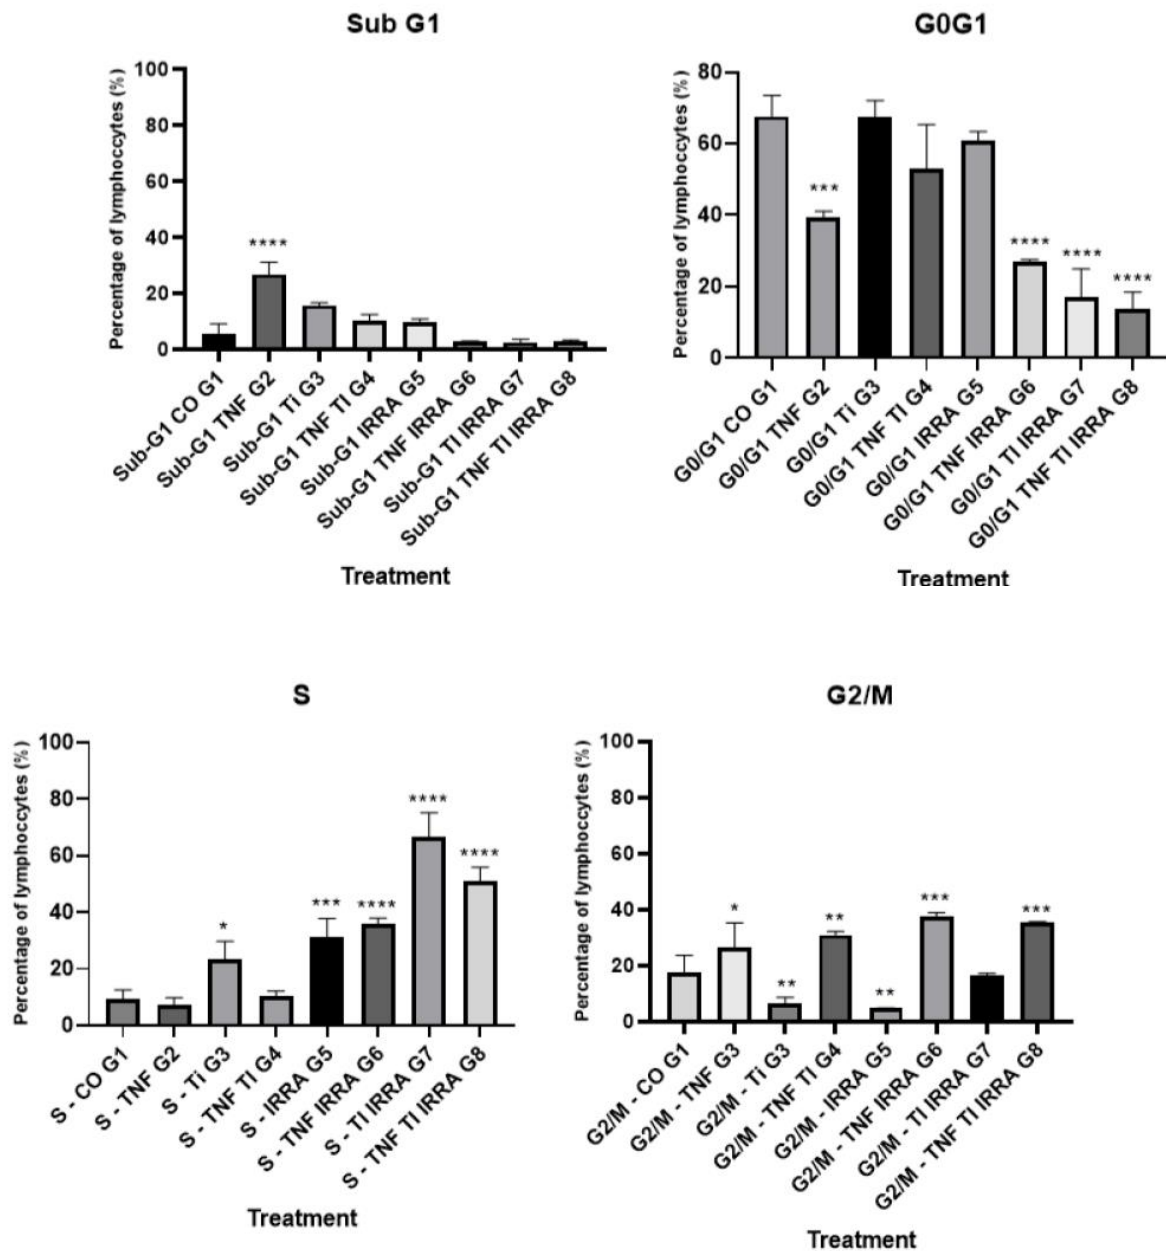 Sub G1
Percentage of lymphoccytes (%)
100
80
60
40
20
0
****
Sub-G1 CO G1
Sub-G1 TNF G2
Sub-G1 Ti G3
Sub-G1 TNF TI G4
Sub-G1 IRRA G5
Sub-G1 TNF IRRA G6
Sub-G1 TI IRRA G7
Sub-G1 TNF TI IRRA G8
Treatment
G0G1
Percentage of lymphoccytes (%)
80
60
40
20
0
***
****
****
****
G0/G1 CO G1
G0/G1 TNF G2
G0/G1 Ti G3
G0/G1 TNF TI G4
G0/G1 IRRA G5
G0/G1 TNF IRRA G6
G0/G1 TI IRRA G7
G0/G1 TNF TI IRRA G8
Treatment
S
Percentage of lymphoccytes (%)
100
80
60
40
20
0
*
***
****
****
****
S - CO G1
S - TNF G2
S - Ti G3
S - TNF TI G4
S - IRRA G5
S - TNF IRRA G6
S - TI IRRA G7
S - TNF TI IRRA G8
Treatment
G2/M
Percentage of lymphoccytes (%)
100
80
60
40
20
0
*
**
**
**
***
***
G2/M - CO G1
G2/M - TNF G3
G2/M - Ti G3
G2/M - TNF TI G4
G2/M - IRRA G5
G2/M - TNF IRRA G6
G2/M - TI IRRA G7
G2/M - TNF TI IRRA G8
Treatment